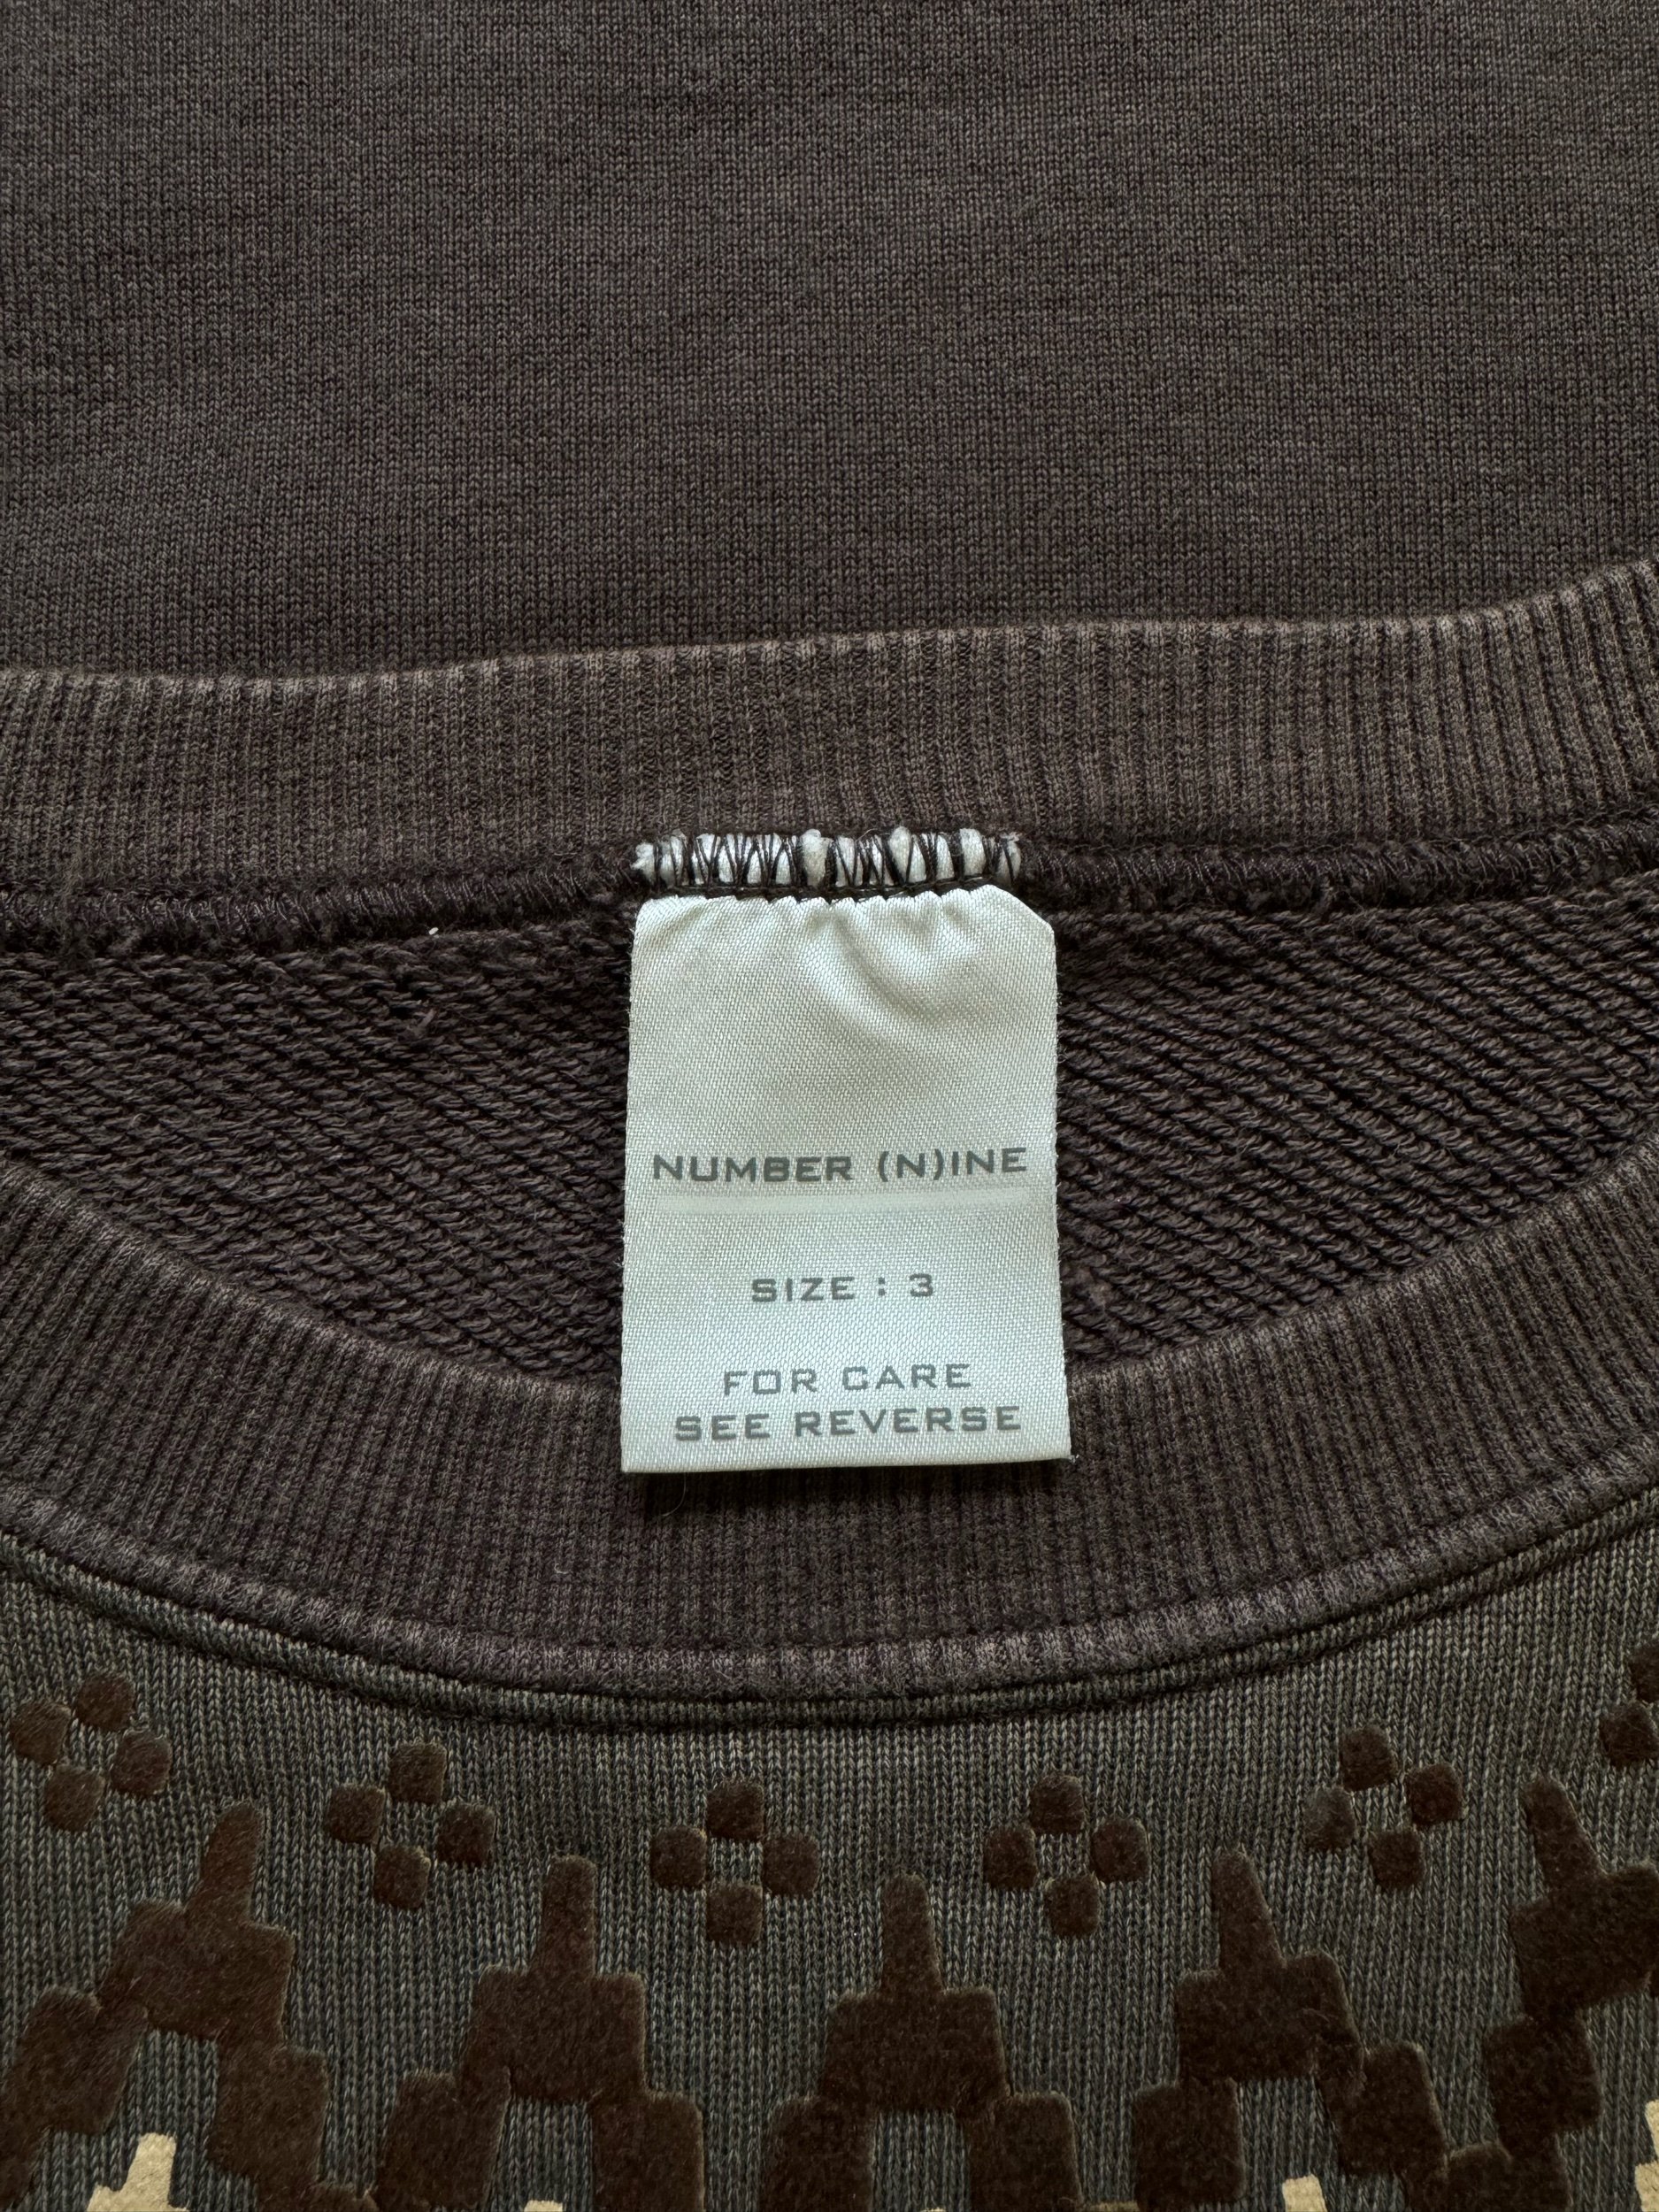 NUMBER (N)INE
SIZE : 3
FOR CARE
SEE REVERSE